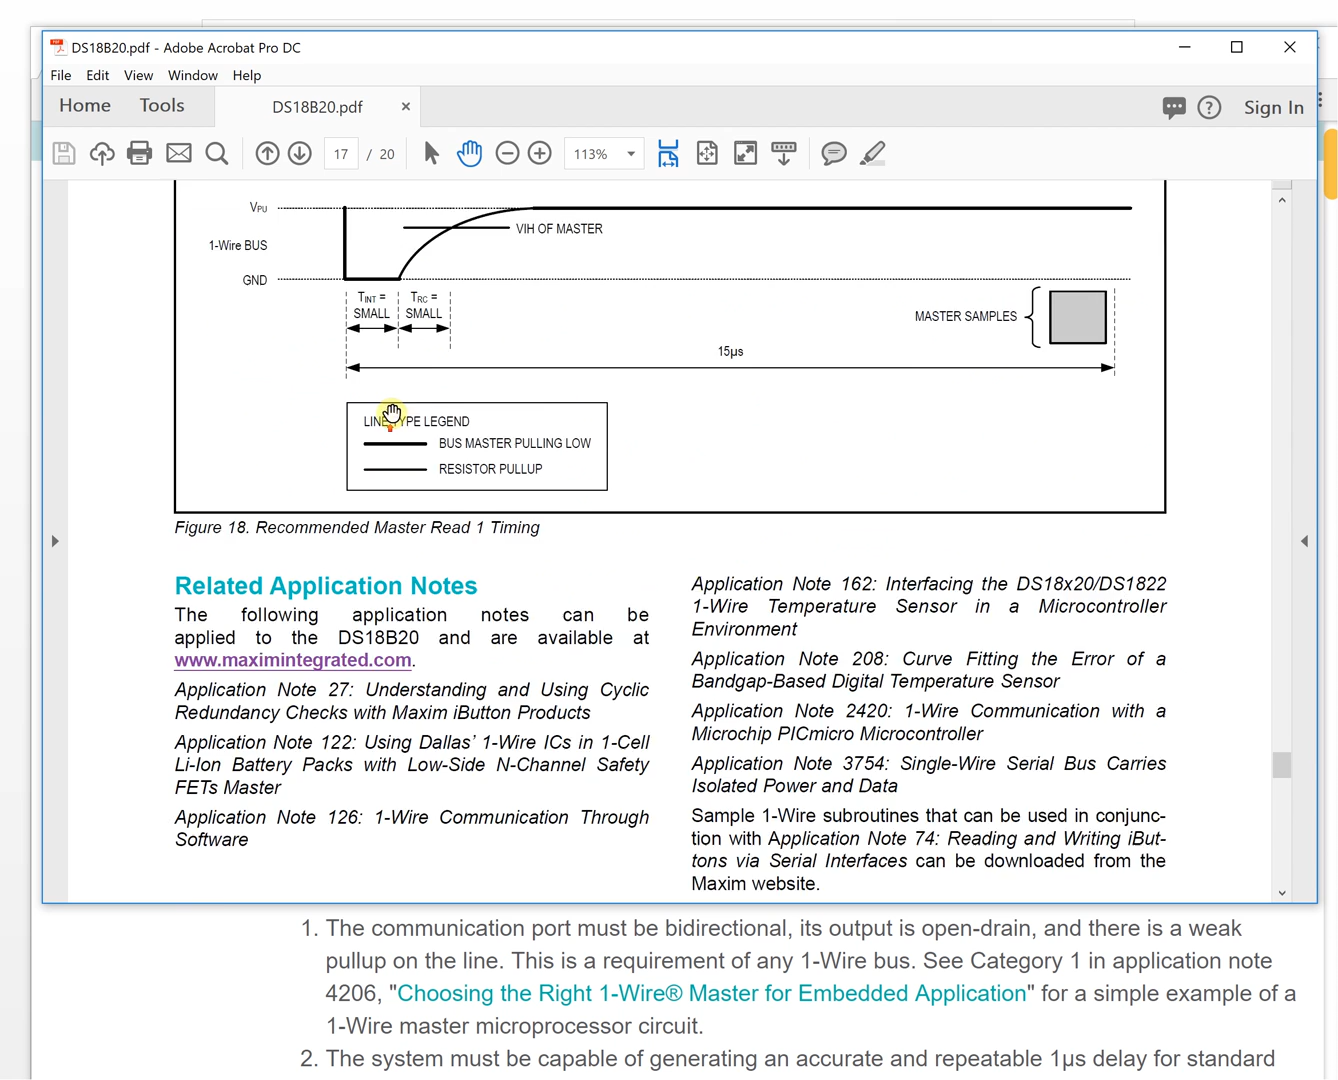 DS18B20.pdf - Adobe Acrobat Pro DC
File Edit View Window Help
Home Tools DS18B20.pdf × Sign In
17 / 20 113%
VPU
VIH OF MASTER
1-Wire BUS
GND
TINT = TRC =
SMALL SMALL
MASTER SAMPLES
15µs
LINE TYPE LEGEND
BUS MASTER PULLING LOW
RESISTOR PULLUP
Figure 18. Recommended Master Read 1 Timing
Related Application Notes
The following application notes can be
applied to the DS18B20 and are available at
www.maximintegrated.com.
Application Note 27: Understanding and Using Cyclic
Redundancy Checks with Maxim iButton Products
Application Note 122: Using Dallas’ 1-Wire ICs in 1-Cell
Li-Ion Battery Packs with Low-Side N-Channel Safety
FETs Master
Application Note 126: 1-Wire Communication Through
Software
Application Note 162: Interfacing the DS18x20/DS1822
1-Wire Temperature Sensor in a Microcontroller
Environment
Application Note 208: Curve Fitting the Error of a
Bandgap-Based Digital Temperature Sensor
Application Note 2420: 1-Wire Communication with a
Microchip PICmicro Microcontroller
Application Note 3754: Single-Wire Serial Bus Carries
Isolated Power and Data
Sample 1-Wire subroutines that can be used in conjunc-
tion with Application Note 74: Reading and Writing iBut-
tons via Serial Interfaces can be downloaded from the
Maxim website.
1. The communication port must be bidirectional, its output is open-drain, and there is a weak
pullup on the line. This is a requirement of any 1-Wire bus. See Category 1 in application note
4206, "Choosing the Right 1-Wire® Master for Embedded Application" for a simple example of a
1-Wire master microprocessor circuit.
2. The system must be capable of generating an accurate and repeatable 1µs delay for standard